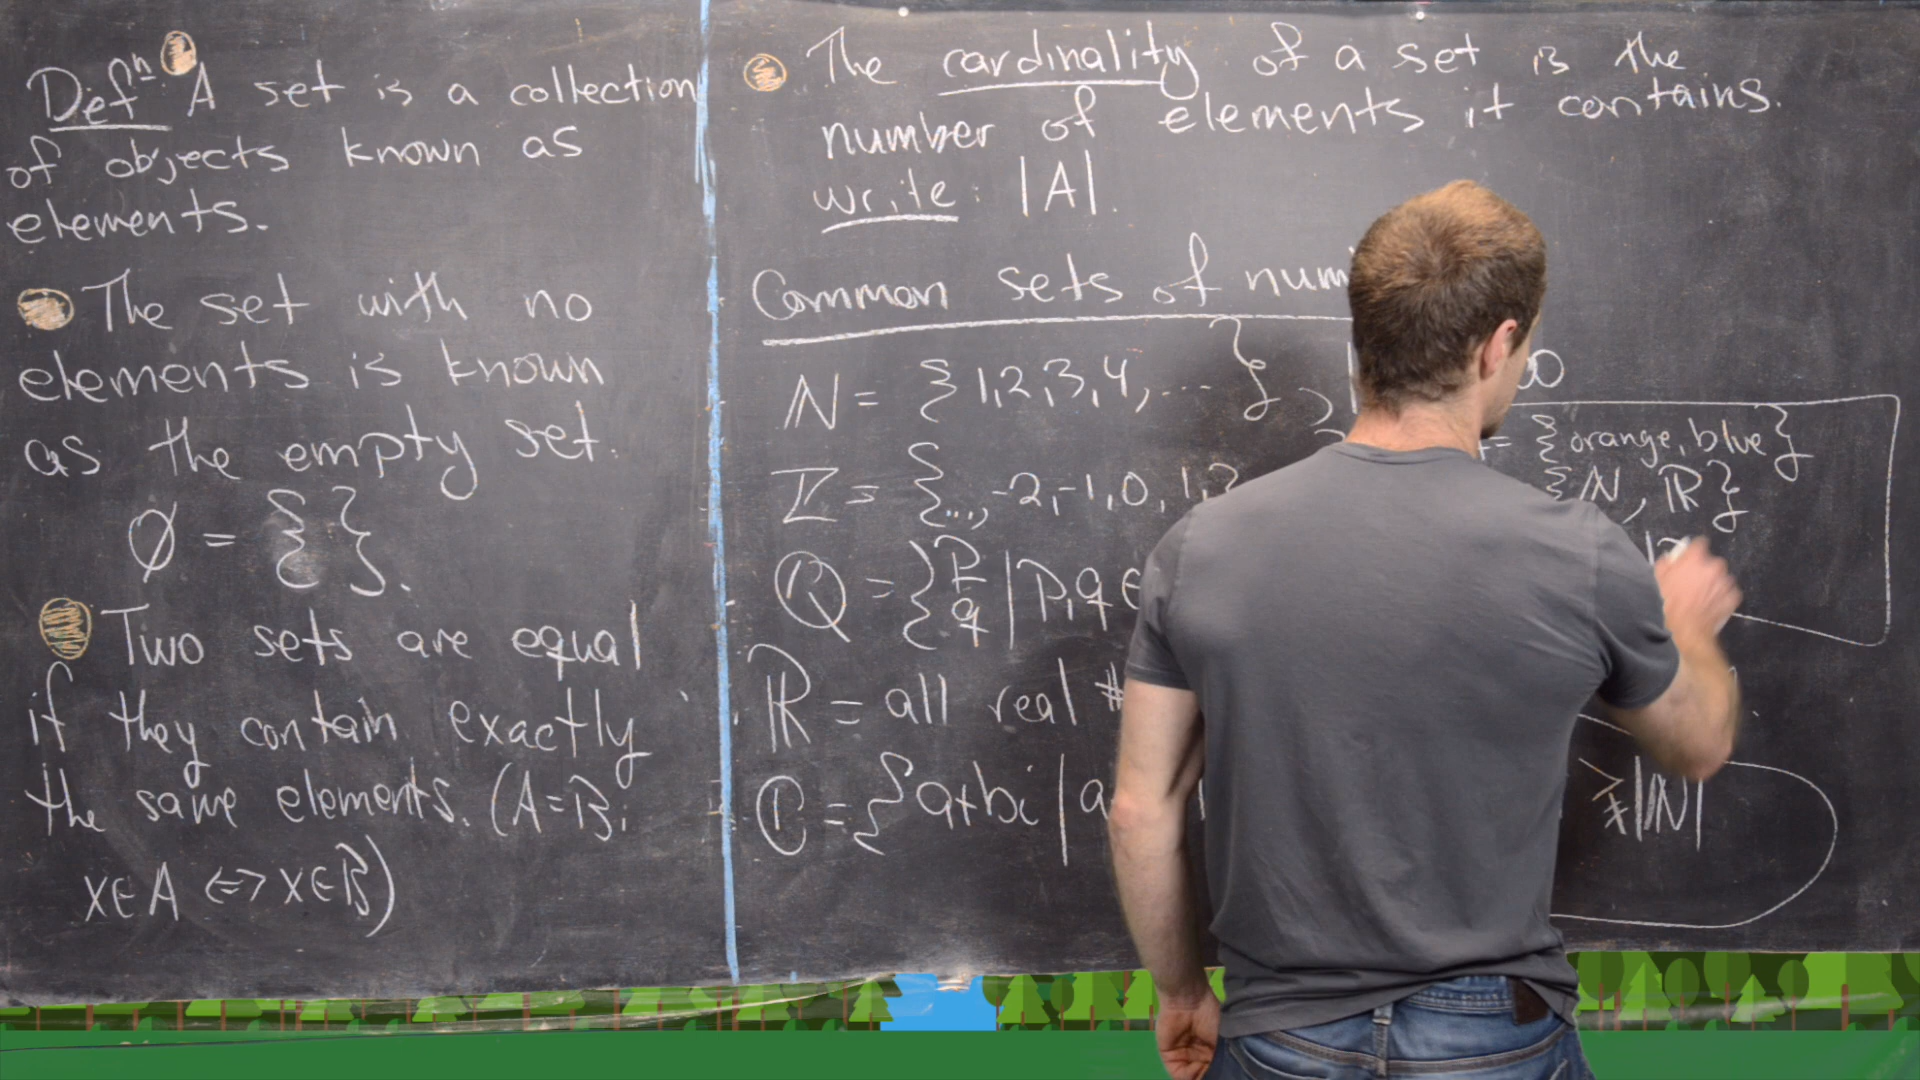 Defⁿ A set is a collection
of objects known as
elements.
The set with no
elements is known
as the empty set.
∅ = { }.
Two sets are equal
if they contain exactly
the same elements. (A=B:
x∈A ⟺ x∈B)
The cardinality of a set is the
number of elements it contains.
write: |A|.
Common sets of num
ℕ = {1,2,3,4,...},
∞
ℤ = {..., -2,-1,0,1,2
ℚ = {p/q | p,q ∈
ℝ = all real #
ℂ = {a+bi | a
= {orange, blue}
{ℕ, ℝ}
≥|ℕ|
≠